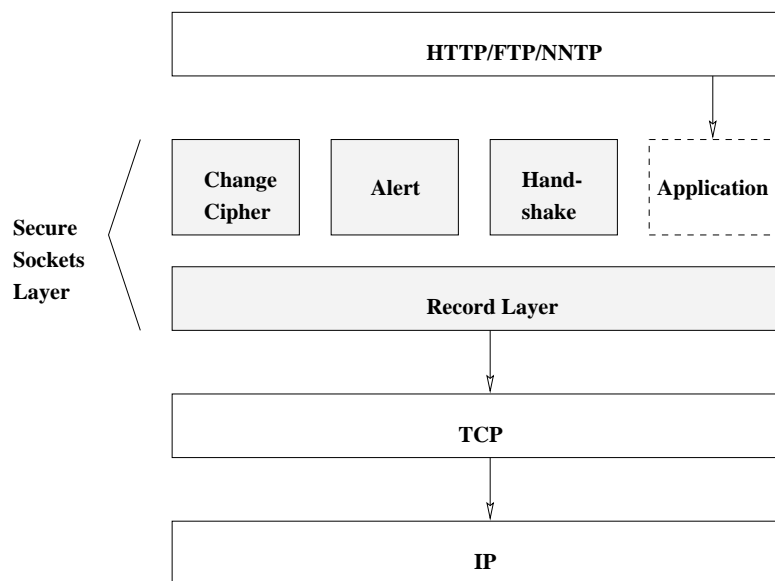 HTTP/FTP/NNTP
Change
Cipher
Alert
Hand-
shake
Application
Secure
Sockets
Layer
Record Layer
TCP
IP